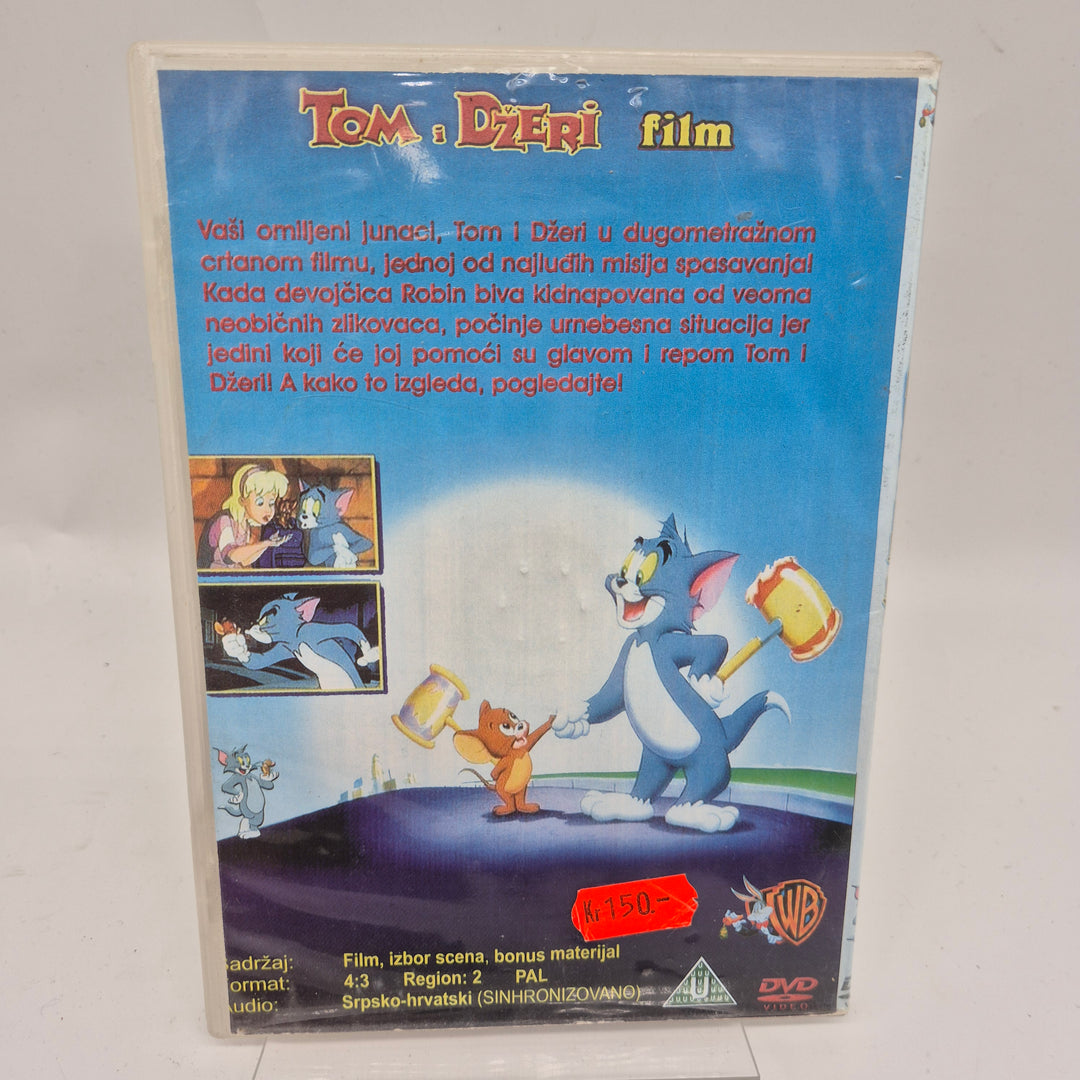 TOM i DŽERI film
Vaši omiljeni junaci, Tom i Džeri u dugometražnom
crtanom filmu, jednoj od najluđih misija spasavanja!
Kada devojčica Robin biva kidnapovana od veoma
neobičnih zlikovaca, počinje urnebesna situacija jer
jedini koji će joj pomoći su glavom i repom Tom i
Džeri! A kako to izgleda, pogledajte!
Kr 150.-
WB
adržaj: Film, izbor scena, bonus materijal
ormat: 4:3 Region: 2 PAL
udio: Srpsko-hrvatski (SINHRONIZOVANO)
U
DVD
VIDEO